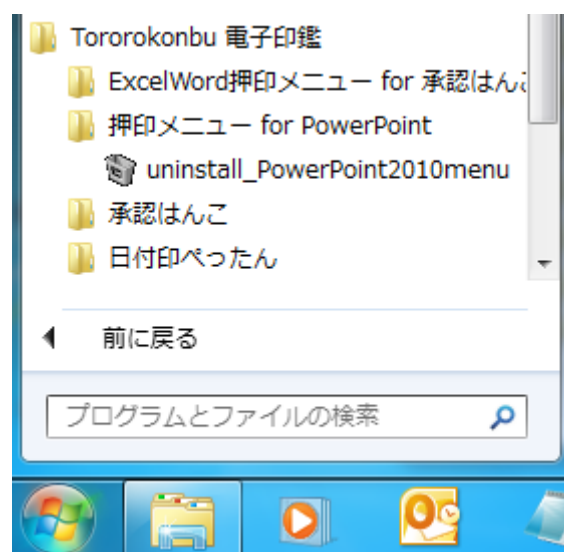 Tororokonbu 電子印鑑
ExcelWord押印メニュー for 承認はん
押印メニュー for PowerPoint
uninstall_PowerPoint2010menu
承認はんこ
日付印ぺったん
前に戻る
プログラムとファイルの検索